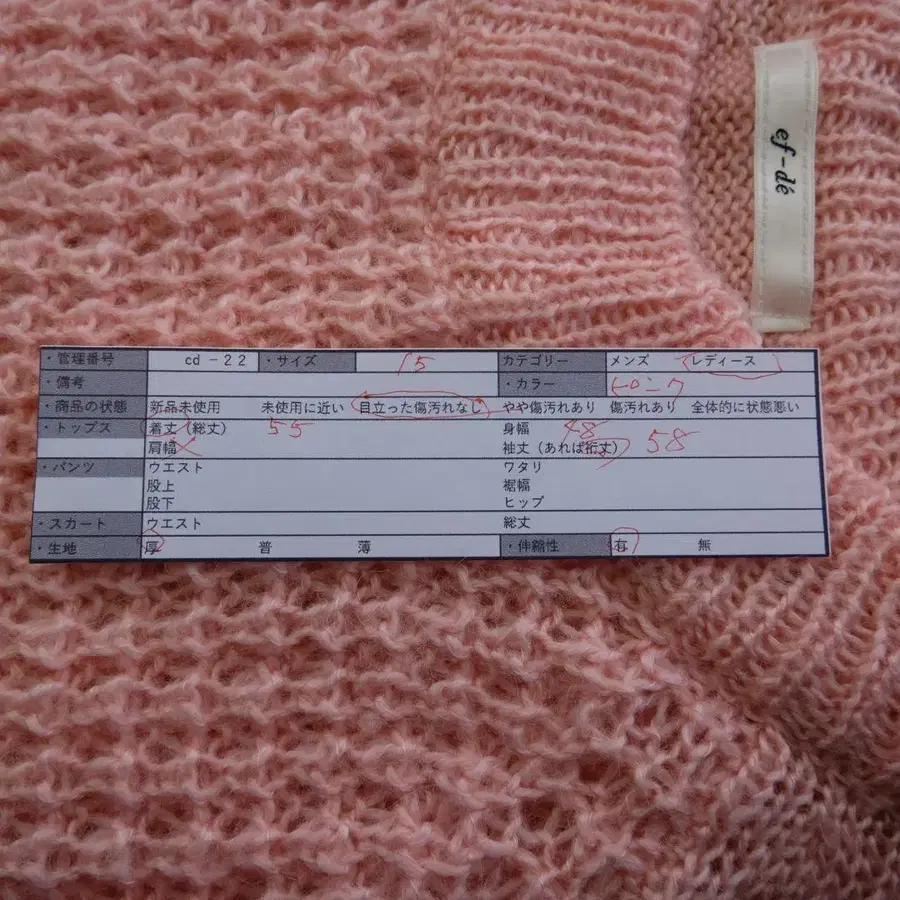 ef-dé
・管理番号 cd－22 ・サイズ 15 カテゴリー メンズ レディース
・備考 ・カラー ピンク
・商品の状態 新品未使用 未使用に近い 目立った傷汚れなし やや傷汚れあり 傷汚れあり 全体的に状態悪い
・トップス 着丈（総丈） 55 身幅 48
肩幅 袖丈（あれば裄丈） 58
・パンツ ウエスト ワタリ
股上 裾幅
股下 ヒップ
・スカート ウエスト 総丈
・生地 厚 普 薄 ・伸縮性 有 無